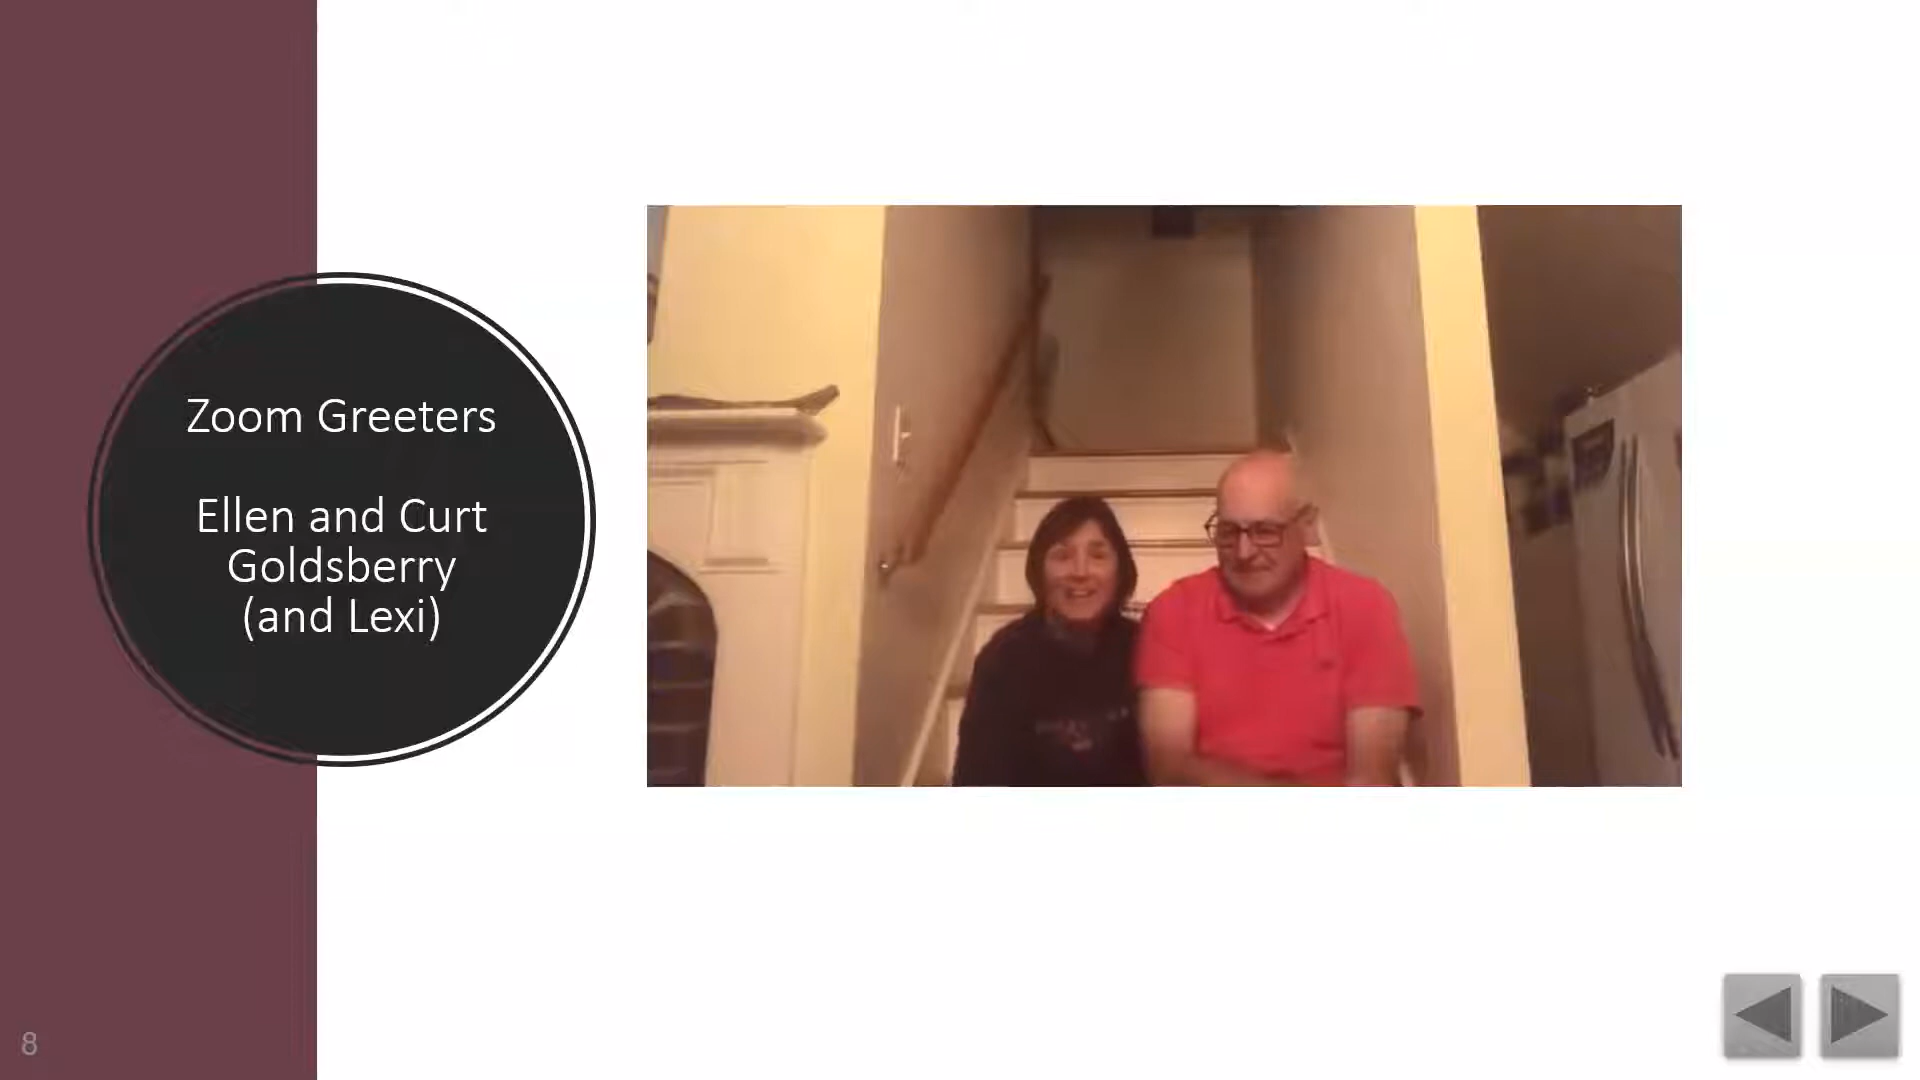 Zoom Greeters
Ellen and Curt
Goldsberry
(and Lexi)
8